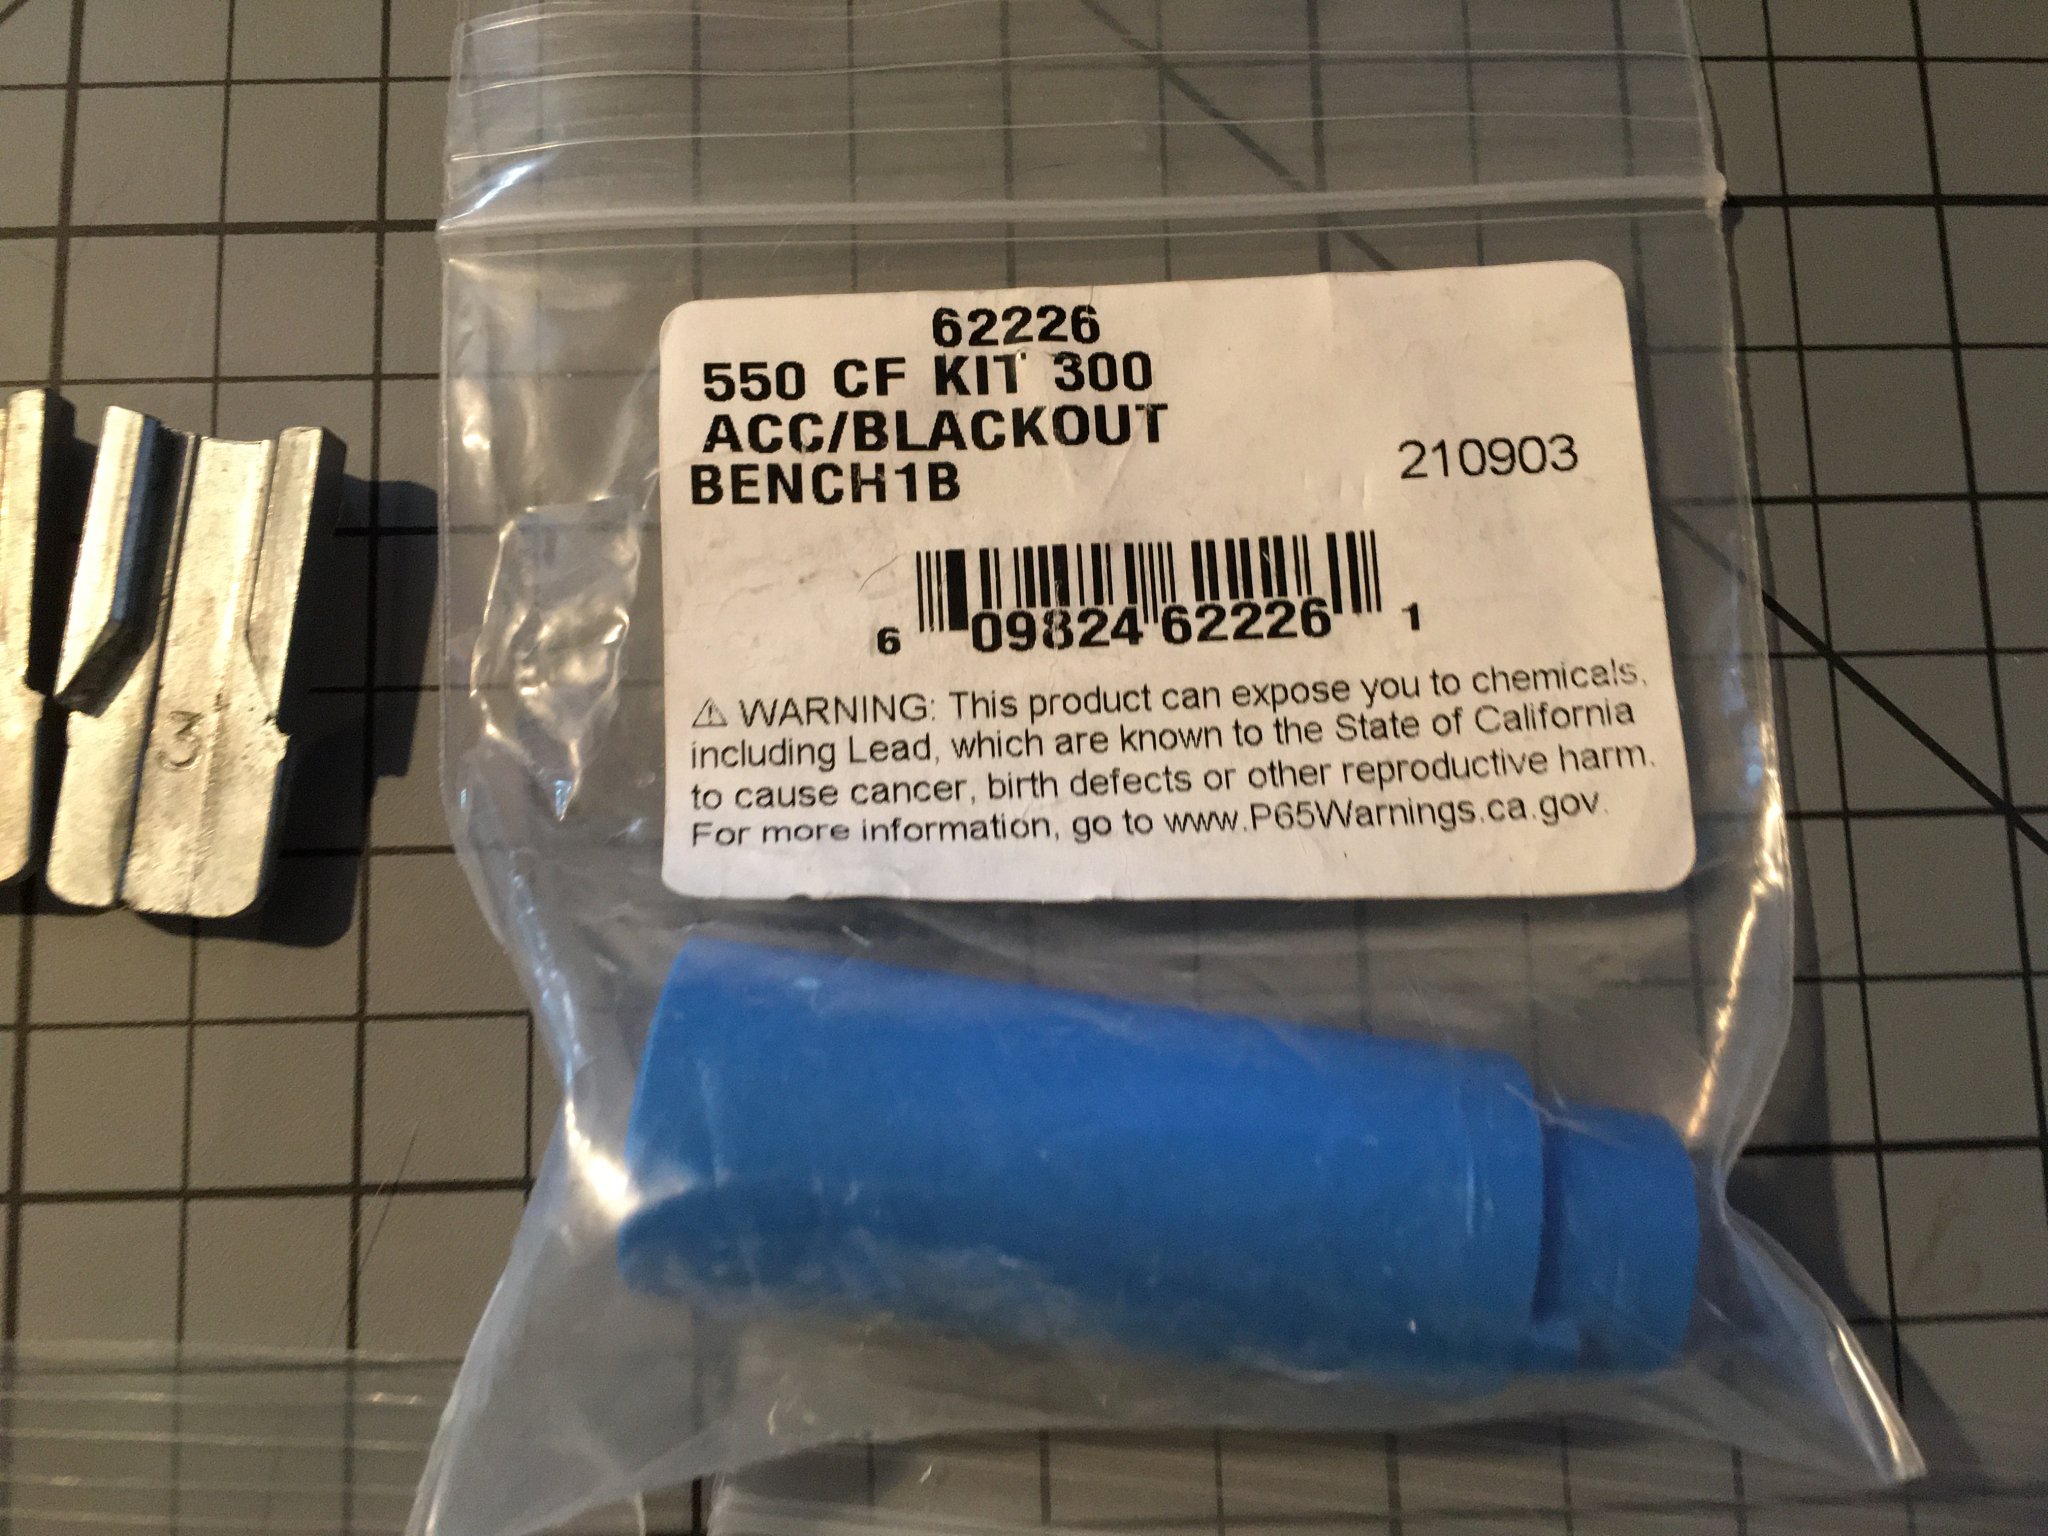 62226
550 CF KIT 300
ACC/BLACKOUT
BENCH1B
210903
6 09824 62226 1
⚠ WARNING: This product can expose you to chemicals,
including Lead, which are known to the State of California
to cause cancer, birth defects or other reproductive harm.
For more information, go to www.P65Warnings.ca.gov.